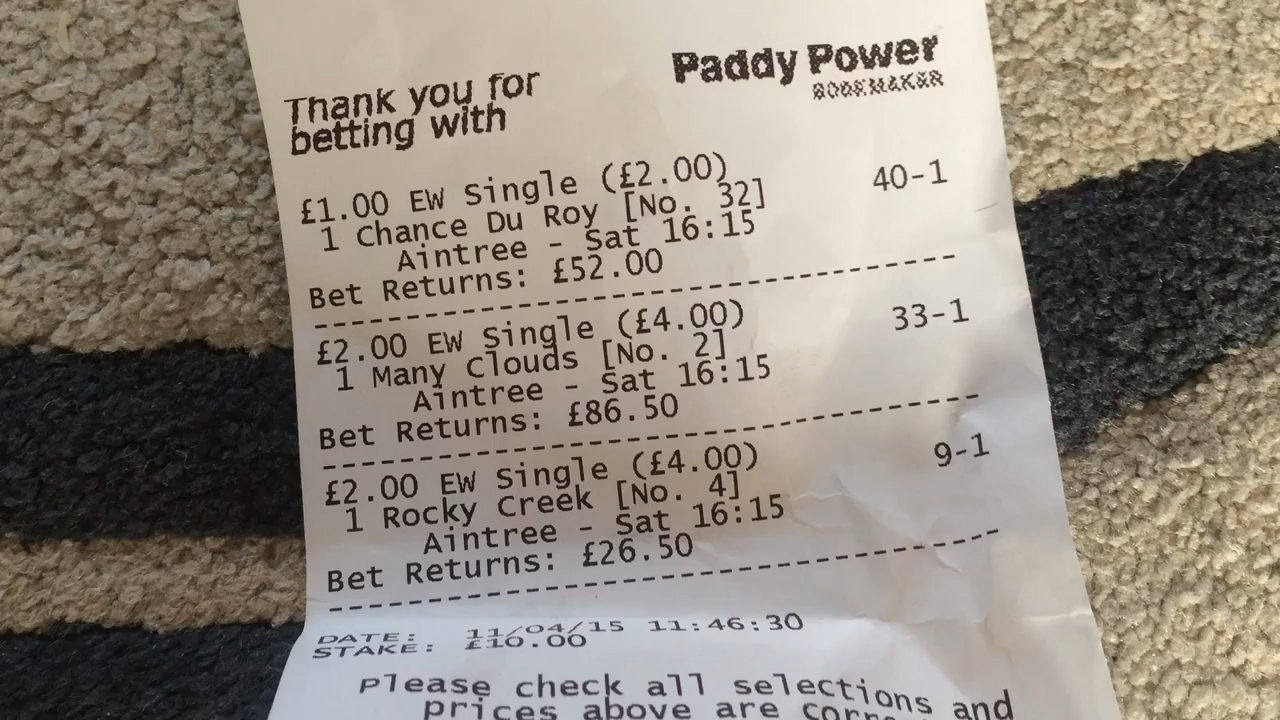 Thank you for
betting with
Paddy Power
BOOKMAKER
£1.00 EW Single (£2.00) 40-1
1 Chance Du Roy [No. 32]
Aintree - Sat 16:15
Bet Returns: £52.00
£2.00 EW Single (£4.00) 33-1
1 Many Clouds [No. 2]
Aintree - Sat 16:15
Bet Returns: £86.50
£2.00 EW Single (£4.00) 9-1
1 Rocky Creek [No. 4]
Aintree - Sat 16:15
Bet Returns: £26.50
DATE: 11/04/15 11:46:30
STAKE: £10.00
Please check all selections and
prices above are